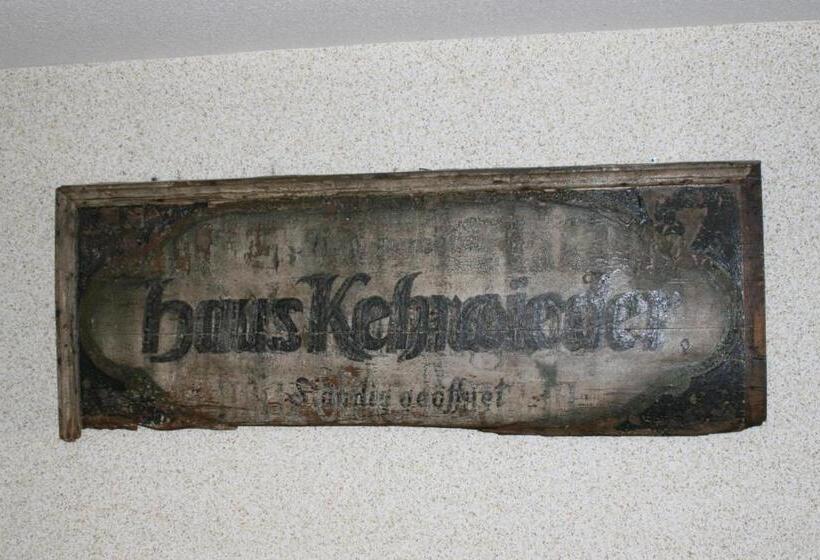 Haus Kehrwieder
Ständig geöffnet